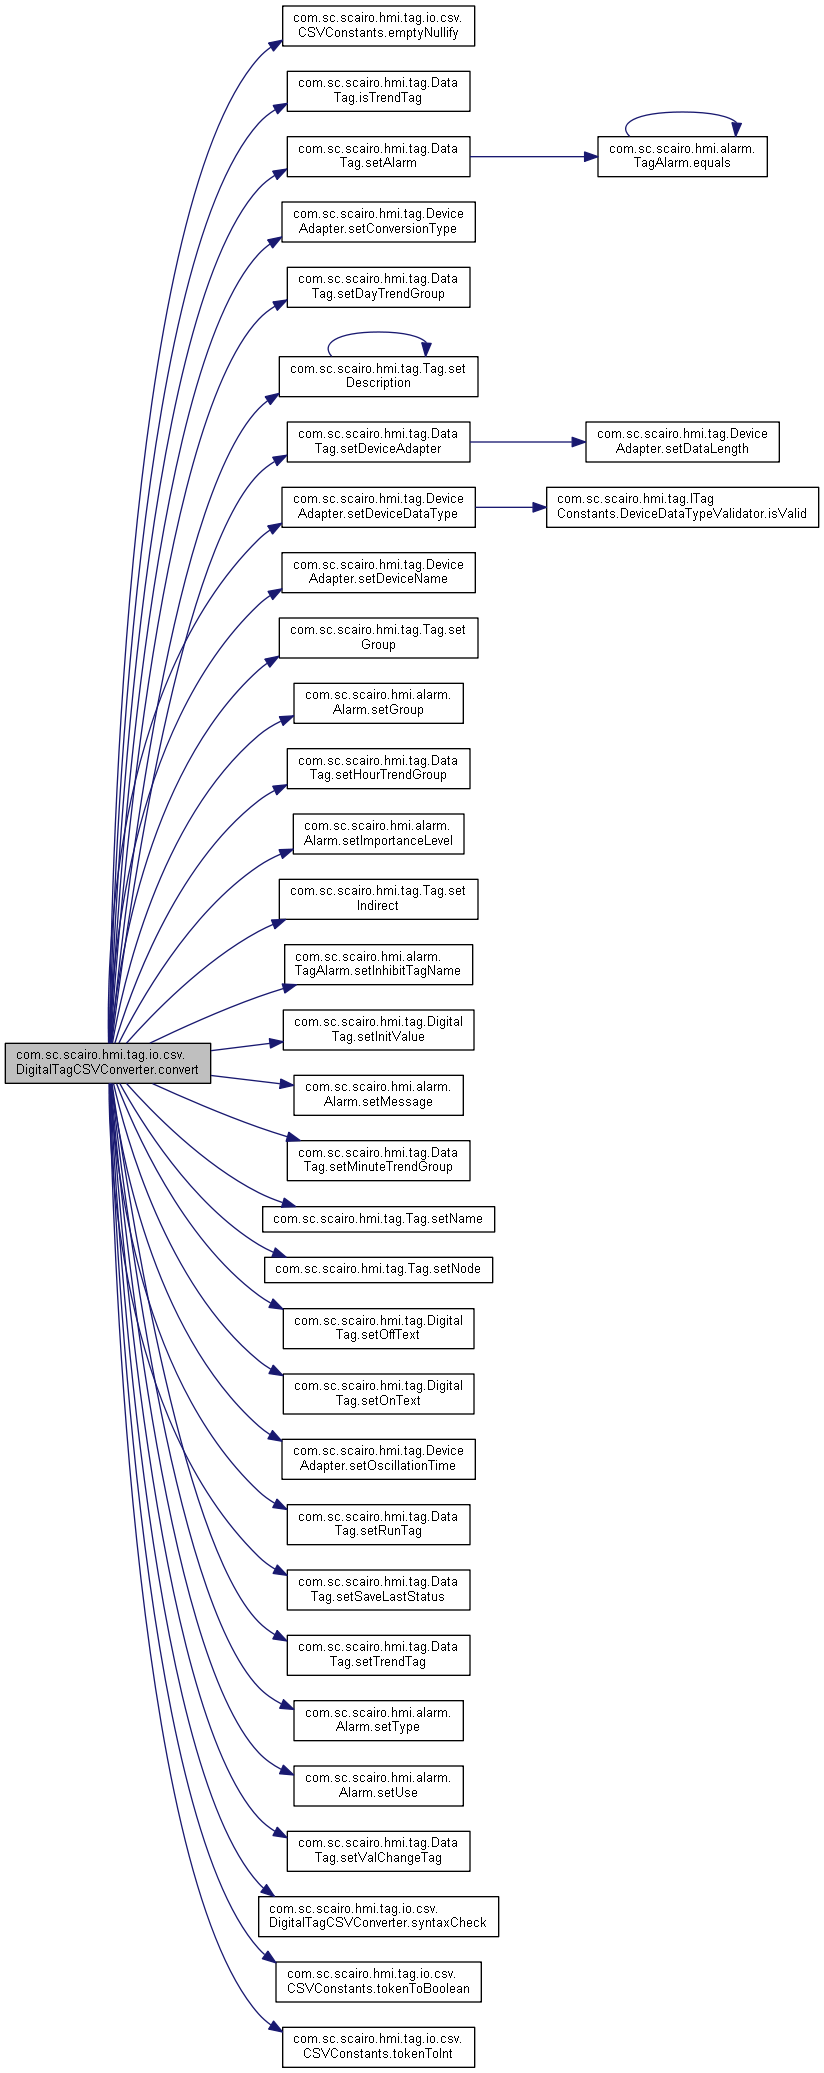 com.sc.scairo.hmi.tag.io.csv.
CSVConstants.emptyNullify
com.sc.scairo.hmi.tag.Data
Tag.isTrendTag
com.sc.scairo.hmi.tag.Data
Tag.setAlarm
com.sc.scairo.hmi.alarm.
TagAlarm.equals
com.sc.scairo.hmi.tag.Device
Adapter.setConversionType
com.sc.scairo.hmi.tag.Data
Tag.setDayTrendGroup
com.sc.scairo.hmi.tag.Tag.set
Description
com.sc.scairo.hmi.tag.Data
Tag.setDeviceAdapter
com.sc.scairo.hmi.tag.Device
Adapter.setDataLength
com.sc.scairo.hmi.tag.Device
Adapter.setDeviceDataType
com.sc.scairo.hmi.tag.ITag
Constants.DeviceDataTypeValidator.isValid
com.sc.scairo.hmi.tag.Device
Adapter.setDeviceName
com.sc.scairo.hmi.tag.Tag.set
Group
com.sc.scairo.hmi.alarm.
Alarm.setGroup
com.sc.scairo.hmi.tag.Data
Tag.setHourTrendGroup
com.sc.scairo.hmi.alarm.
Alarm.setImportanceLevel
com.sc.scairo.hmi.tag.Tag.set
Indirect
com.sc.scairo.hmi.alarm.
TagAlarm.setInhibitTagName
com.sc.scairo.hmi.tag.Digital
Tag.setInitValue
com.sc.scairo.hmi.tag.io.csv.
DigitalTagCSVConverter.convert
com.sc.scairo.hmi.alarm.
Alarm.setMessage
com.sc.scairo.hmi.tag.Data
Tag.setMinuteTrendGroup
com.sc.scairo.hmi.tag.Tag.setName
com.sc.scairo.hmi.tag.Tag.setNode
com.sc.scairo.hmi.tag.Digital
Tag.setOffText
com.sc.scairo.hmi.tag.Digital
Tag.setOnText
com.sc.scairo.hmi.tag.Device
Adapter.setOscillationTime
com.sc.scairo.hmi.tag.Data
Tag.setRunTag
com.sc.scairo.hmi.tag.Data
Tag.setSaveLastStatus
com.sc.scairo.hmi.tag.Data
Tag.setTrendTag
com.sc.scairo.hmi.alarm.
Alarm.setType
com.sc.scairo.hmi.alarm.
Alarm.setUse
com.sc.scairo.hmi.tag.Data
Tag.setValChangeTag
com.sc.scairo.hmi.tag.io.csv.
DigitalTagCSVConverter.syntaxCheck
com.sc.scairo.hmi.tag.io.csv.
CSVConstants.tokenToBoolean
com.sc.scairo.hmi.tag.io.csv.
CSVConstants.tokenToInt